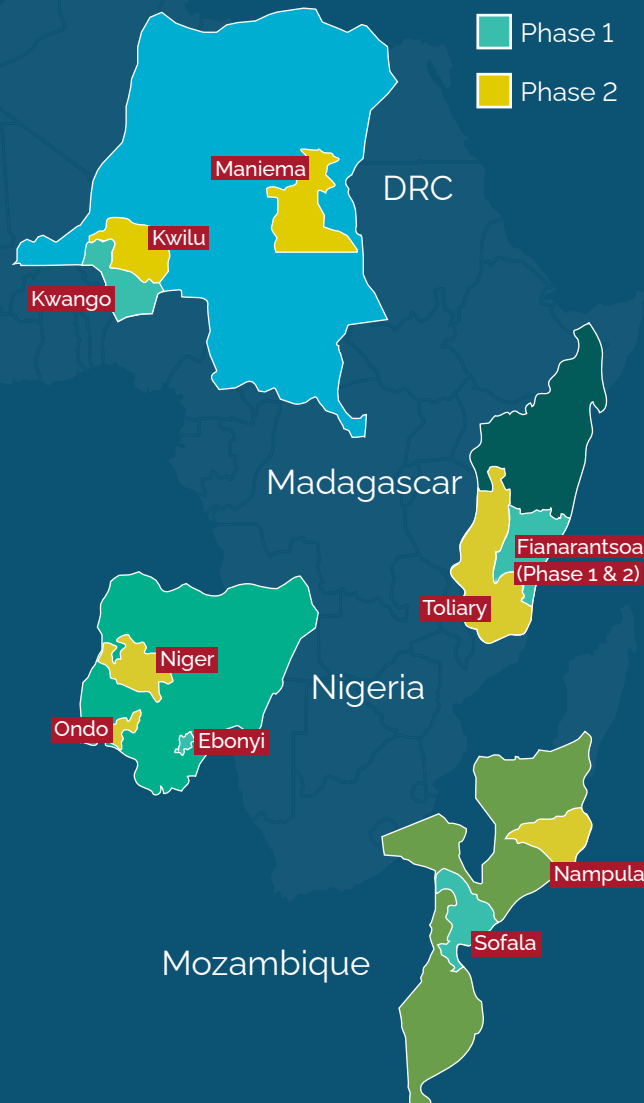 Phase 1
Phase 2
Maniema
DRC
Kwilu
Kwango
Madagascar
Fianarantsoa
(Phase 1 & 2)
Toliary
Niger
Nigeria
Ondo
Ebonyi
Nampula
Sofala
Mozambique